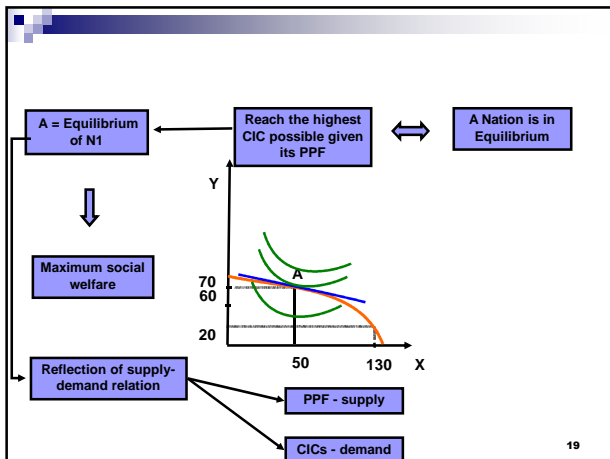 A = Equilibrium
of N1
Reach the highest
CIC possible given
its PPF
A Nation is in
Equilibrium
Y
Maximum social
welfare
A
70
60
20
50
130
X
Reflection of supply-
demand relation
PPF - supply
CICs - demand
19